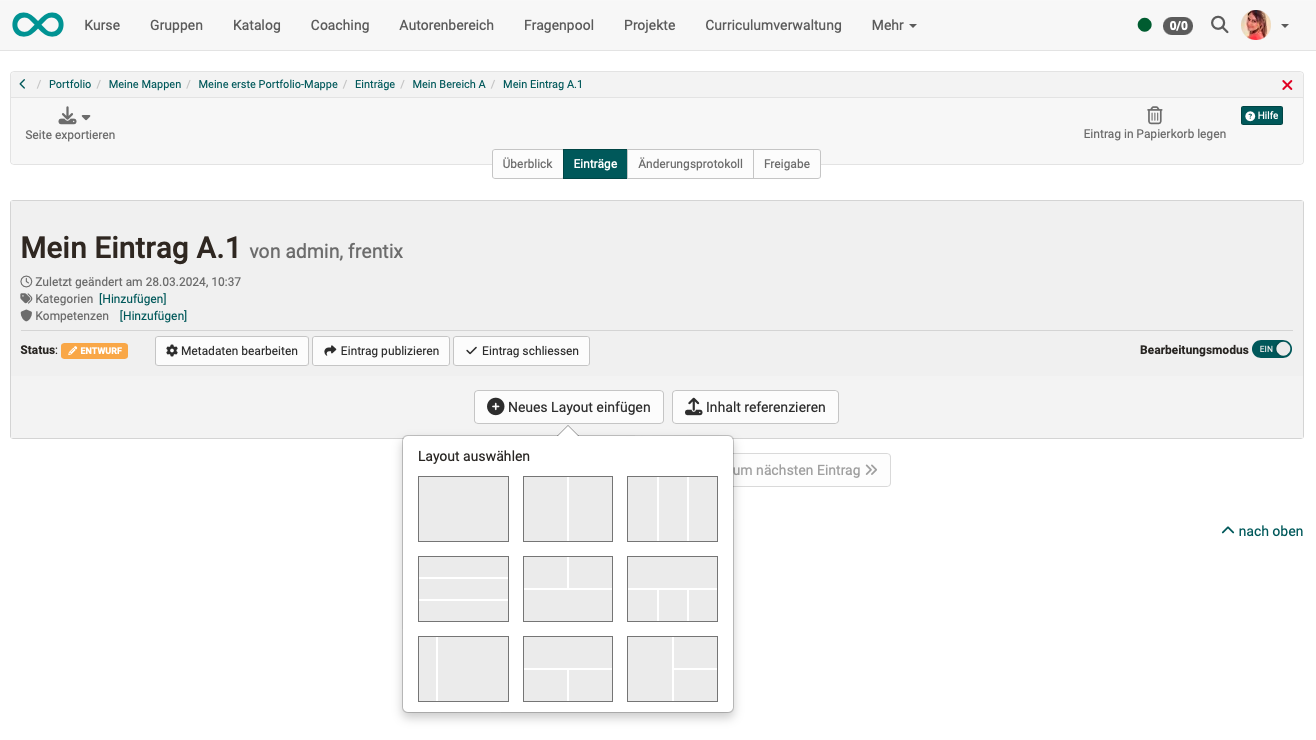 Kurse Gruppen Katalog Coaching Autorenbereich Fragenpool Projekte Curriculumverwaltung Mehr 0/0
/ Portfolio / Meine Mappen / Meine erste Portfolio-Mappe / Einträge / Mein Bereich A / Mein Eintrag A.1
Seite exportieren
Eintrag in Papierkorb legen
Hilfe
Überblick Einträge Änderungsprotokoll Freigabe
Mein Eintrag A.1 von admin, frentix
Zuletzt geändert am 28.03.2024, 10:37
Kategorien [Hinzufügen]
Kompetenzen [Hinzufügen]
Status: ENTWURF Metadaten bearbeiten Eintrag publizieren Eintrag schliessen Bearbeitungsmodus EIN
Neues Layout einfügen Inhalt referenzieren
Layout auswählen
um nächsten Eintrag
nach oben